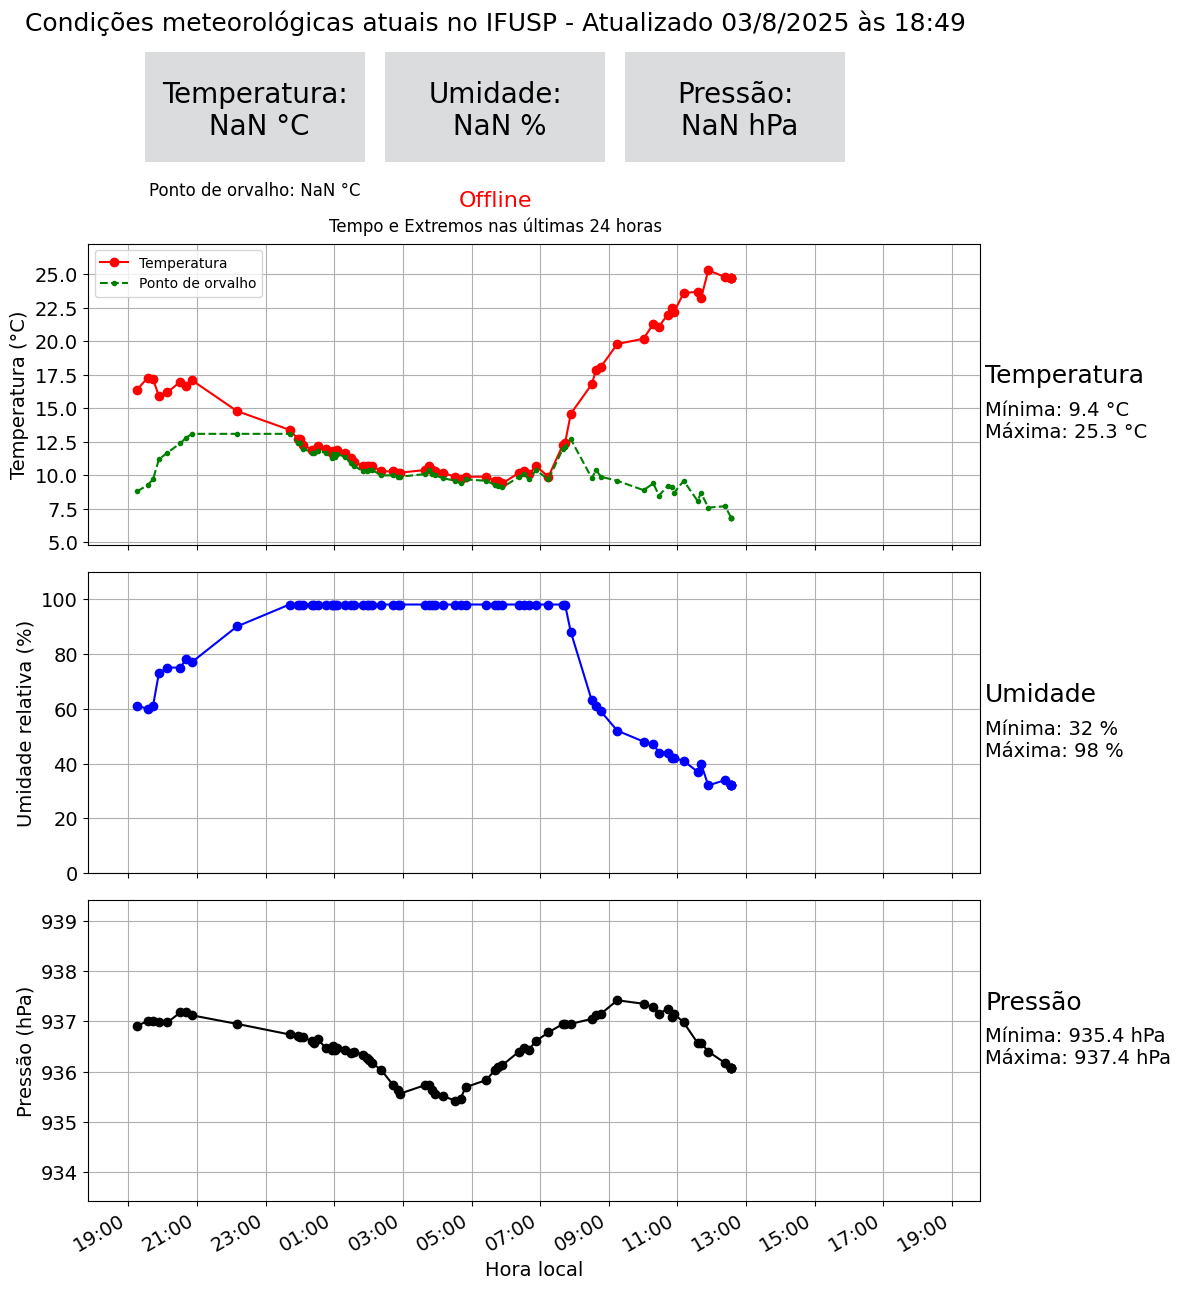 Condições meteorológicas atuais no IFUSP - Atualizado 03/8/2025 às 18:49
Temperatura:
NaN °C
Umidade:
NaN %
Pressão:
NaN hPa
Ponto de orvalho: NaN °C
Offline
Tempo e Extremos nas últimas 24 horas
Temperatura
Ponto de orvalho
Temperatura (°C)
25.0
22.5
20.0
17.5
15.0
12.5
10.0
7.5
5.0
Temperatura
Mínima: 9.4 °C
Máxima: 25.3 °C
Umidade relativa (%)
100
80
60
40
20
0
Umidade
Mínima: 32 %
Máxima: 98 %
Pressão (hPa)
939
938
937
936
935
934
Pressão
Mínima: 935.4 hPa
Máxima: 937.4 hPa
19:00 21:00 23:00 01:00 03:00 05:00 07:00 09:00 11:00 13:00 15:00 17:00 19:00
Hora local